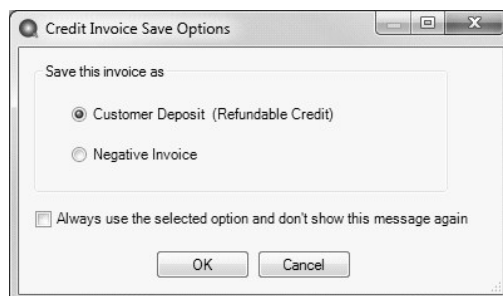 Credit Invoice Save Options
Save this invoice as
Customer Deposit (Refundable Credit)
Negative Invoice
Always use the selected option and don't show this message again
OK Cancel